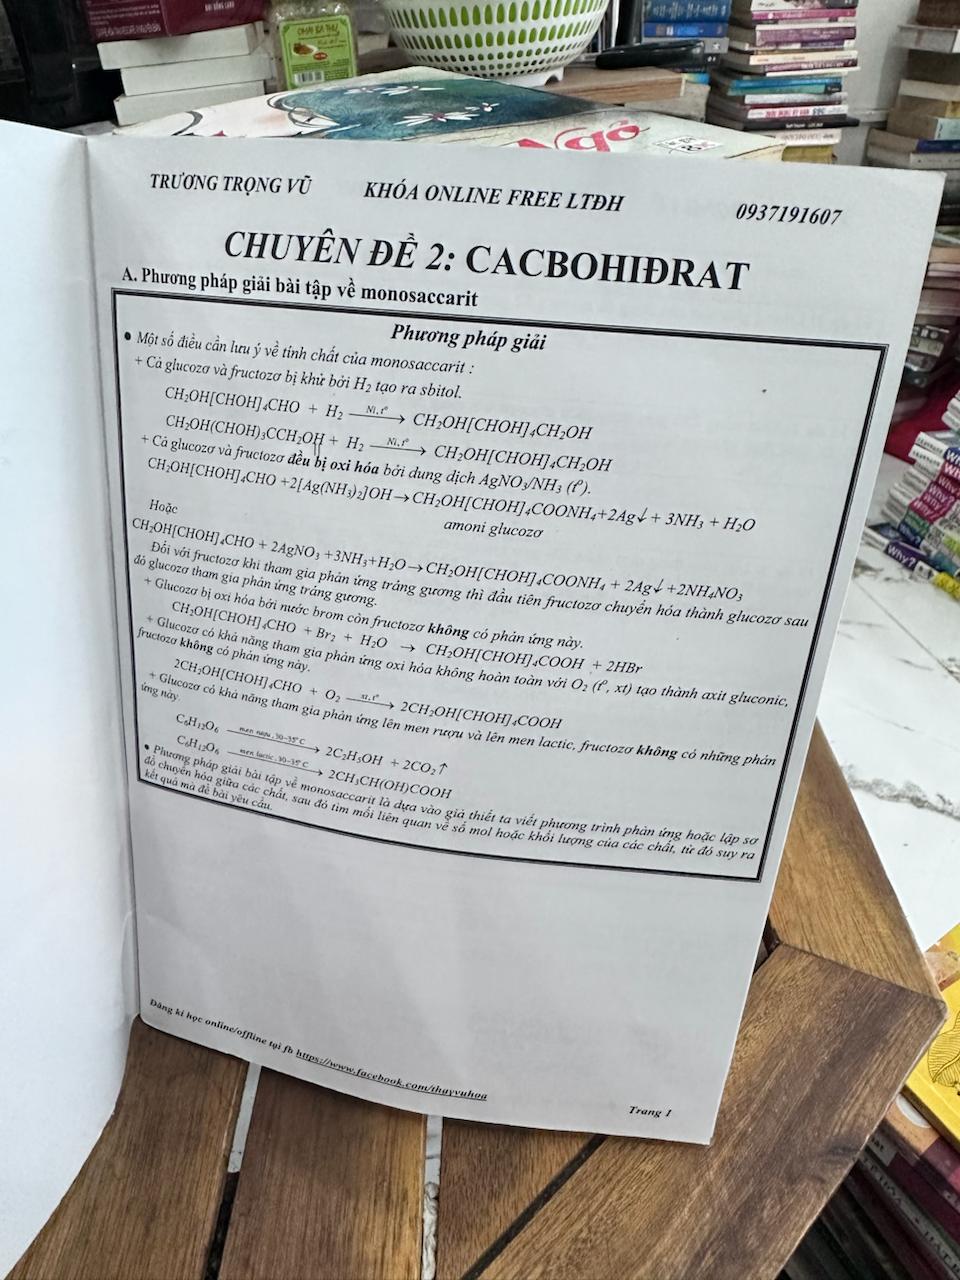 OMAI BÀ THU
Ngố
TRƯƠNG TRỌNG VŨ KHÓA ONLINE FREE LTĐH 0937191607
CHUYÊN ĐỀ 2: CACBOHIĐRAT
A. Phương pháp giải bài tập về monosaccarit
Phương pháp giải
• Một số điều cần lưu ý về tính chất của monosaccarit :
+ Cả glucozơ và fructozơ bị khử bởi H₂ tạo ra sbitol.
CH₂OH[CHOH]₄CHO + H₂ —Ni, t°→ CH₂OH[CHOH]₄CH₂OH
CH₂OH(CHOH)₃CCH₂OH + H₂ —Ni, t°→ CH₂OH[CHOH]₄CH₂OH
+ Cả glucozơ và fructozơ đều bị oxi hóa bởi dung dịch AgNO₃/NH₃ (t°).
CH₂OH[CHOH]₄CHO +2[Ag(NH₃)₂]OH→CH₂OH[CHOH]₄COONH₄+2Ag↓ + 3NH₃ + H₂O
amoni glucozơ
Hoặc
CH₂OH[CHOH]₄CHO + 2AgNO₃ +3NH₃+H₂O→CH₂OH[CHOH]₄COONH₄ + 2Ag↓ +2NH₄NO₃
Đối với fructozơ khi tham gia phản ứng tráng gương thì đầu tiên fructozơ chuyển hóa thành glucozơ sau
đó glucozơ tham gia phản ứng tráng gương.
+ Glucozơ bị oxi hóa bởi nước brom còn fructozơ không có phản ứng này.
CH₂OH[CHOH]₄CHO + Br₂ + H₂O → CH₂OH[CHOH]₄COOH + 2HBr
+ Glucozơ có khả năng tham gia phản ứng oxi hóa không hoàn toàn với O₂ (t°, xt) tạo thành axit gluconic,
fructozơ không có phản ứng này.
2CH₂OH[CHOH]₄CHO + O₂ —xt, t°→ 2CH₂OH[CHOH]₄COOH
+ Glucozơ có khả năng tham gia phản ứng lên men rượu và lên men lactic, fructozơ không có những phản
ứng này.
C₆H₁₂O₆ —men rượu, 30–35°C→ 2C₂H₅OH + 2CO₂↑
C₆H₁₂O₆ —men lactic, 30–35°C→ 2CH₃CH(OH)COOH
• Phương pháp giải bài tập về monosaccarit là dựa vào giả thiết ta viết phương trình phản ứng hoặc lập sơ
đồ chuyển hóa giữa các chất, sau đó tìm mối liên quan về số mol hoặc khối lượng của các chất, từ đó suy ra
kết quả mà đề bài yêu cầu.
Đăng kí học online/offline tại fb https://www.facebook.com/thayvuhoa
Trang 1
Why?
Why?
Why?